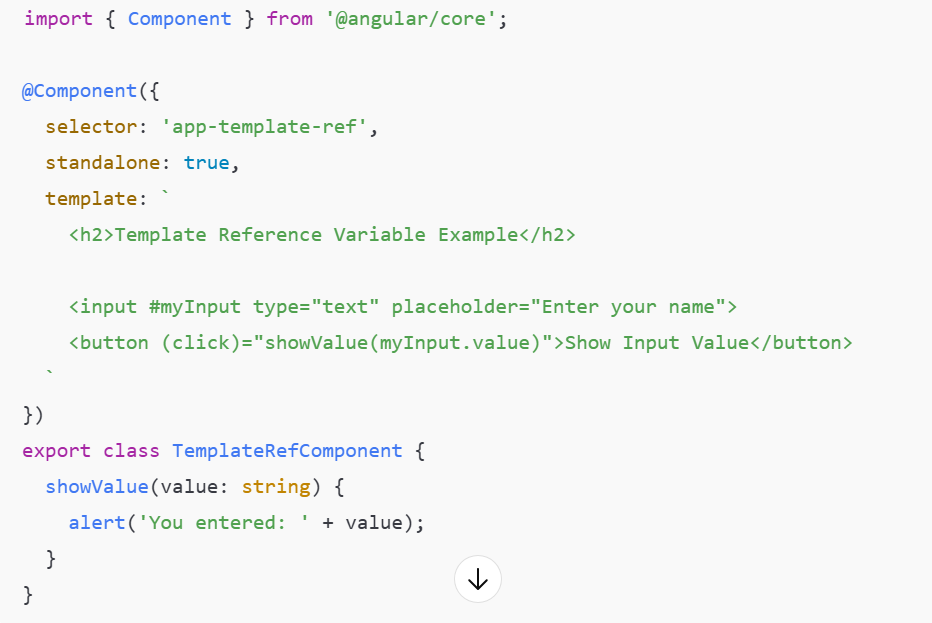 import { Component } from '@angular/core';
@Component({
selector: 'app-template-ref',
standalone: true,
template: `
<h2>Template Reference Variable Example</h2>
<input #myInput type="text" placeholder="Enter your name">
<button (click)="showValue(myInput.value)">Show Input Value</button>
`
})
export class TemplateRefComponent {
showValue(value: string) {
alert('You entered: ' + value);
}
}